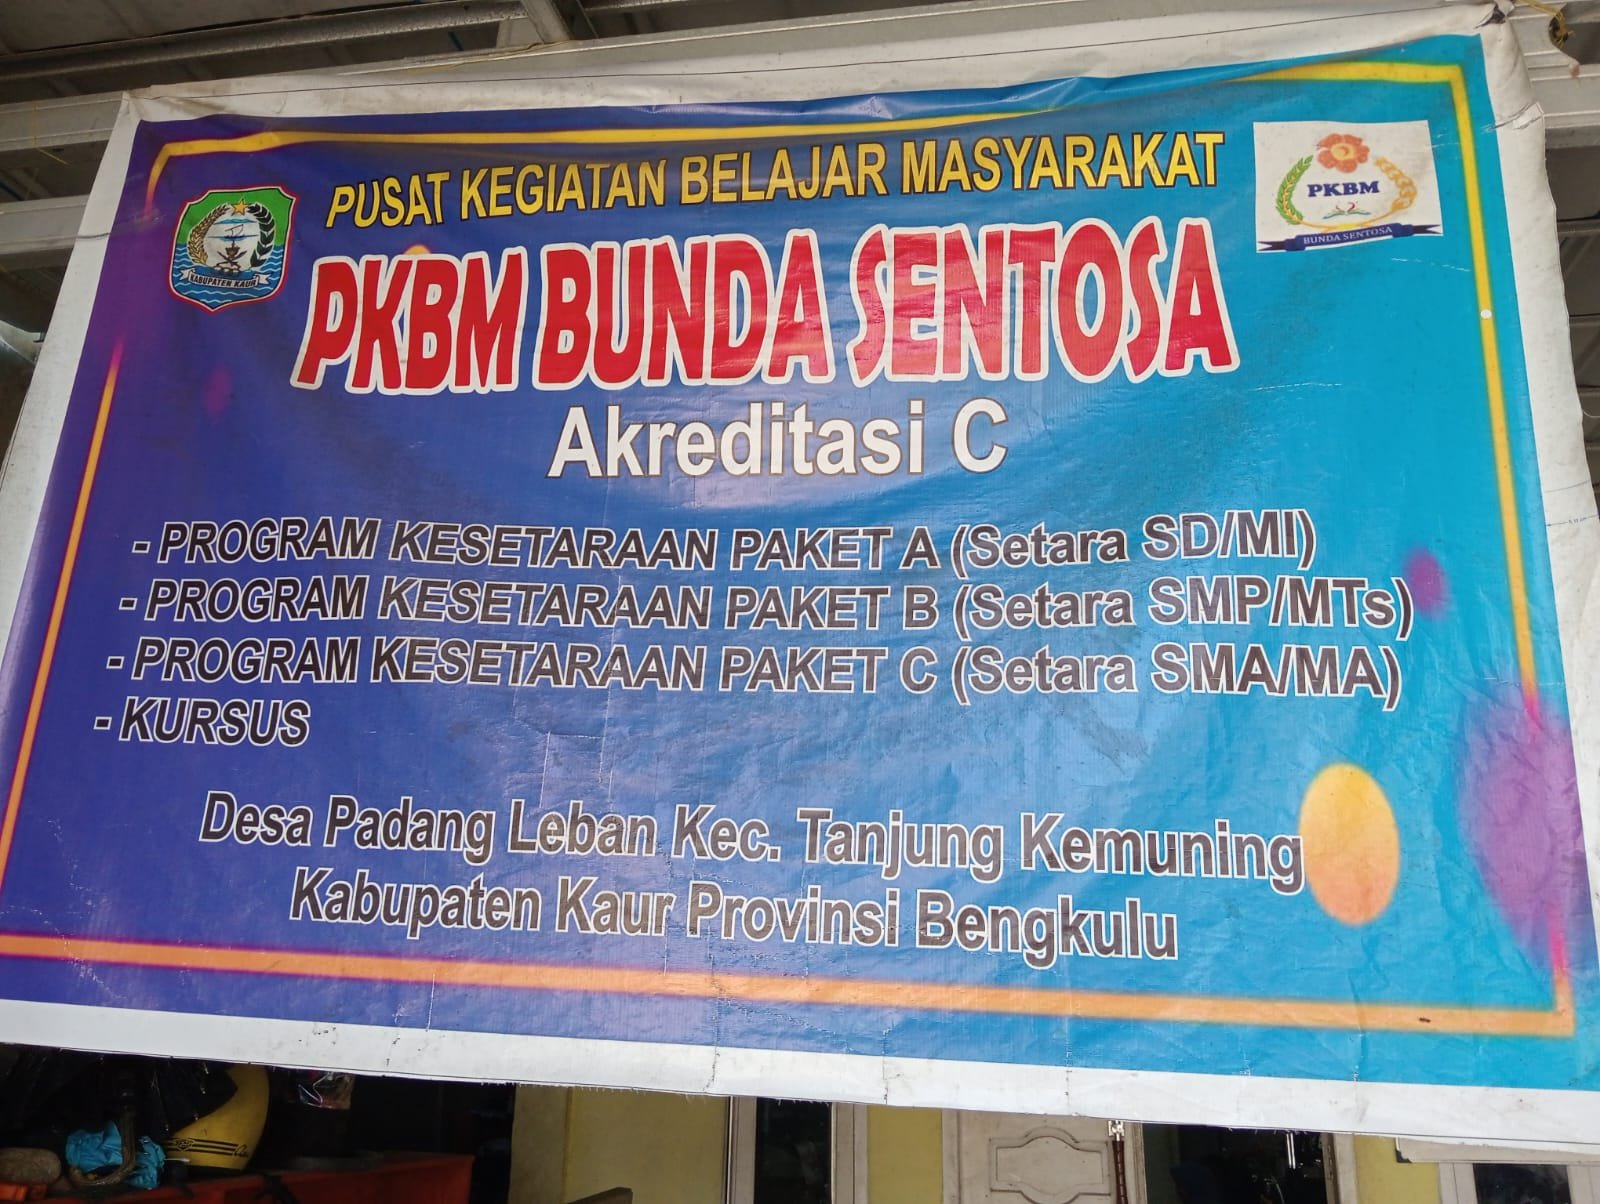 PUSAT KEGIATAN BELAJAR MASYARAKAT
KABUPATEN KAUR
PKBM
BUNDA SENTOSA
PKBM BUNDA SENTOSA
Akreditasi C
- PROGRAM KESETARAAN PAKET A (Setara SD/MI)
- PROGRAM KESETARAAN PAKET B (Setara SMP/MTs)
- PROGRAM KESETARAAN PAKET C (Setara SMA/MA)
- KURSUS
Desa Padang Leban Kec. Tanjung Kemuning
Kabupaten Kaur Provinsi Bengkulu